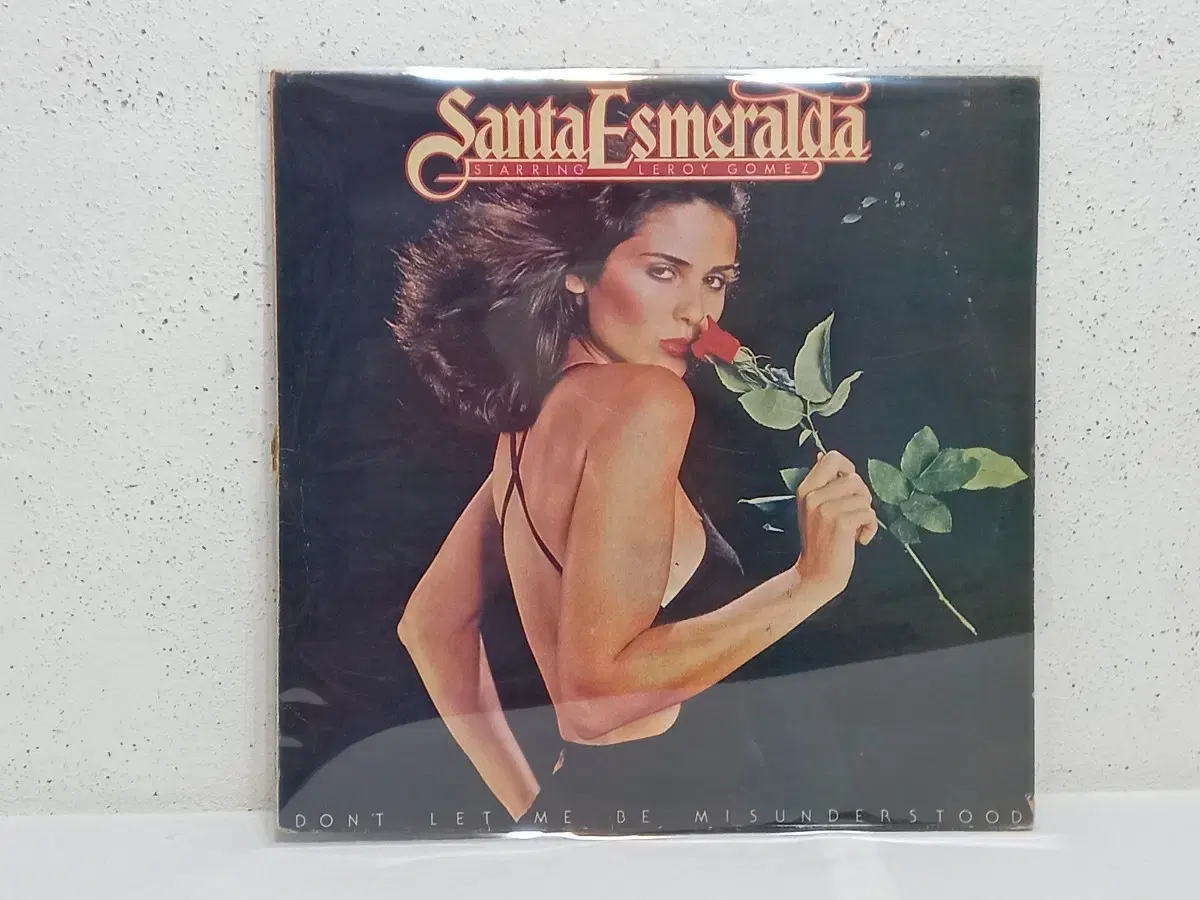 Santa Esmeralda
STARRING LEROY GOMEZ
DON'T LET ME BE MISUNDERSTOOD